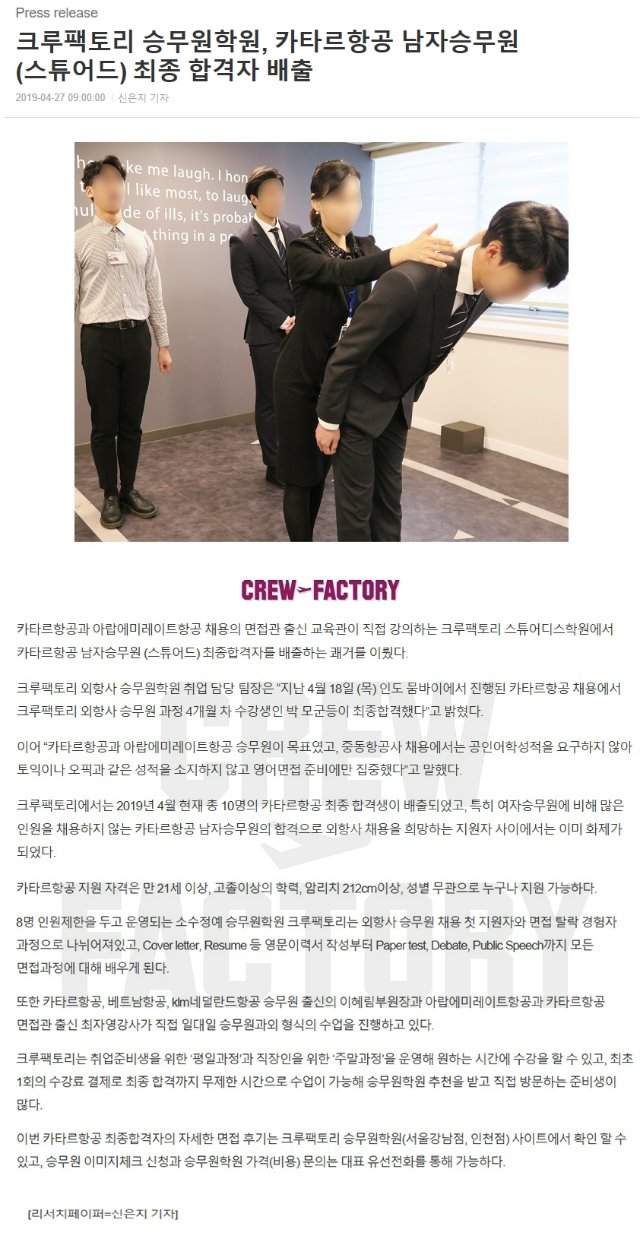 Press release
크루팩토리 승무원학원, 카타르항공 남자승무원
(스튜어드) 최종 합격자 배출
2019-04-27 09:00:00 | 신은지 기자
ke me laugh. I hon
l like most, to laug
de of ills, it's probab
t thing in a pe
CREW FACTORY
카타르항공과 아랍에미레이트항공 채용의 면접관 출신 교육관이 직접 강의하는 크루팩토리 스튜어디스학원에서
카타르항공 남자승무원 (스튜어드) 최종합격자를 배출하는 쾌거를 이뤘다.
크루팩토리 외항사 승무원학원 취업 담당 팀장은 “지난 4월 18일 (목) 인도 뭄바이에서 진행된 카타르항공 채용에서
크루팩토리 외항사 승무원 과정 4개월 차 수강생인 박 모군등이 최종합격했다”고 밝혔다.
이어 “카타르항공과 아랍에미레이트항공 승무원이 목표였고, 중동항공사 채용에서는 공인어학성적을 요구하지 않아
토익이나 오픽과 같은 성적을 소지하지 않고 영어면접 준비에만 집중했다”고 말했다.
크루팩토리에서는 2019년 4월 현재 총 10명의 카타르항공 최종 합격생이 배출되었고, 특히 여자승무원에 비해 많은
인원을 채용하지 않는 카타르항공 남자승무원의 합격으로 외항사 채용을 희망하는 지원자 사이에서는 이미 화제가
되었다.
카타르항공 지원 자격은 만 21세 이상, 고졸이상의 학력, 암리치 212cm이상, 성별 무관으로 누구나 지원 가능하다.
8명 인원제한을 두고 운영되는 소수정예 승무원학원 크루팩토리는 외항사 승무원 채용 첫 지원자와 면접 탈락 경험자
과정으로 나뉘어져있고, Cover letter, Resume 등 영문이력서 작성부터 Paper test, Debate, Public Speech까지 모든
면접과정에 대해 배우게 된다.
또한 카타르항공, 베트남항공, klm네덜란드항공 승무원 출신의 이혜림부원장과 아랍에미레이트항공과 카타르항공
면접관 출신 최자영강사가 직접 일대일 승무원과외 형식의 수업을 진행하고 있다.
크루팩토리는 취업준비생을 위한 ‘평일과정’과 직장인을 위한 ‘주말과정’을 운영해 원하는 시간에 수강을 할 수 있고, 최초
1회의 수강료 결제로 최종 합격까지 무제한 시간으로 수업이 가능해 승무원학원 추천을 받고 직접 방문하는 준비생이
많다.
이번 카타르항공 최종합격자의 자세한 면접 후기는 크루팩토리 승무원학원(서울강남점, 인천점) 사이트에서 확인 할 수
있고, 승무원 이미지체크 신청과 승무원학원 가격(비용) 문의는 대표 유선전화를 통해 가능하다.
[리서치페이퍼=신은지 기자]
CREW
FACTORY